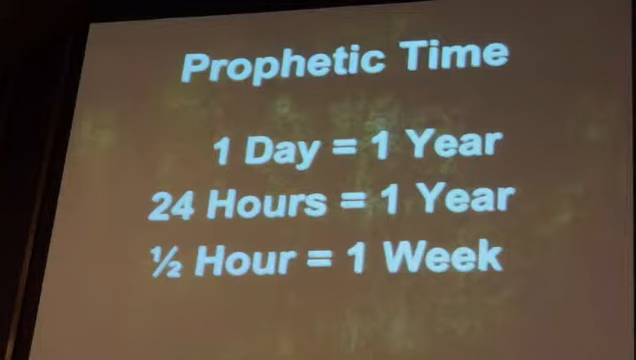 Prophetic Time
1 Day = 1 Year
24 Hours = 1 Year
½ Hour = 1 Week